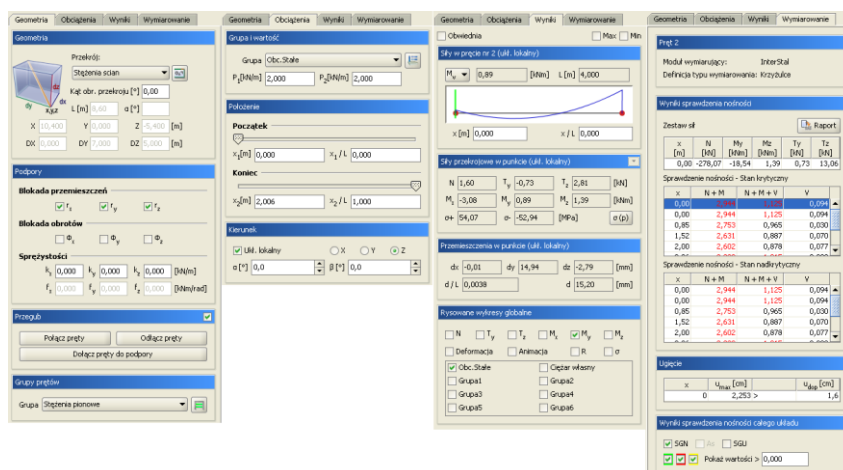 Geometria Obciążenia Wyniki Wymiarowanie
Geometria
Przekrój:
Stężenia scian
Kąt obr. przekroju [°] 0,00
L [m] 8,60 α [°]
dz
dy x,y,z dx
X 10,400 Y 0,000 Z -5,400 [m]
DX 0,000 DY 7,000 DZ 5,000 [m]
Podpory
Blokada przemieszczeń
rx ry rz
Blokada obrotów
Φx Φy Φz
Sprężystości
kx 0,000 ky 0,000 kz 0,000 [kN/m]
fx 0,000 fy 0,000 fz 0,000 [kNm/rad]
Przegub
Połącz pręty Odłącz pręty
Dołącz pręty do podpory
Grupy prętów
Grupa Stężenia pionowe
Geometria Obciążenia Wyniki Wymiarowanie
Grupa i wartość
Grupa Obc.Stałe
P1[kN/m] 2,000 P2[kN/m] 2,000
Położenie
Początek
x1[m] 0,000 x1 / L 0,000
Koniec
x2[m] 2,006 x2 / L 1,000
Kierunek
Ukł. lokalny X Y Z
α [°] 0,0 β [°] 0,0
Geometria Obciążenia Wyniki Wymiarowanie
Obwiednia Max Min
Siły w pręcie nr 2 (ukł. lokalny)
My 0,89 [kNm] L [m] 4,000
x [m] 0,000 x / L 0,000
Siły przekrojowe w punkcie (ukł. lokalny)
N 1,60 Ty -0,73 Tz 2,81 [kN]
Mx -3,08 My 0,89 Mz 1,39 [kNm]
σ+ 54,07 σ- -52,94 [MPa] σ (p)
Przemieszczenia w punkcie (ukł. lokalny)
dx -0,01 dy 14,94 dz -2,79 [mm]
d / L 0,0038 d 15,20 [mm]
Rysowane wykresy globalne
N Ty Tz Mx My Mz
Deformacja Animacja R σ
Obc.Stałe Ciężar własny
Grupa1 Grupa2
Grupa3 Grupa4
Grupa5 Grupa6
Geometria Obciążenia Wyniki Wymiarowanie
Pręt 2
Moduł wymiarujący: InterStal
Definicja typu wymiarowania: Krzyżulce
Wyniki sprawdzenia nośności
Zestaw sił Raport
x N My Mz Ty Tz
[m] [kN] [kNm] [kNm] [kN] [kN]
0,00 -278,07 -18,54 1,39 0,73 13,06
Sprawdzenie nośności - Stan krytyczny
x N + M N + M + V V
0,00 2,944 1,125 0,094
0,00 2,944 1,125 0,094
0,85 2,753 0,965 0,030
1,52 2,631 0,887 0,070
2,00 2,602 0,878 0,077
Sprawdzenie nośności - Stan nadkrytyczny
x N + M N + M + V V
0,00 2,944 1,125 0,094
0,00 2,944 1,125 0,094
0,85 2,753 0,965 0,030
1,52 2,631 0,887 0,070
2,00 2,602 0,878 0,077
Ugięcie
x umax [cm] udop [cm]
0 2,253 > 1,6
Wyniki sprawdzenia nośności całego układu
SGN As SGU
Pokaż wartości > 0,000